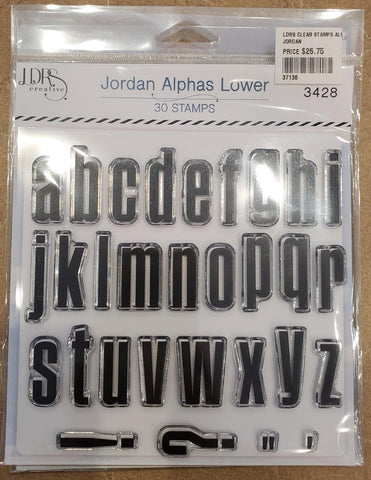 LDRS CLEAR STAMPS AL
JORDAN
PRICE $26.75
37136
3428
LDRS
creative
Jordan Alphas Lower
30 STAMPS
abcdefghi
jklmnopqr
stuvwxyz
! ? " '